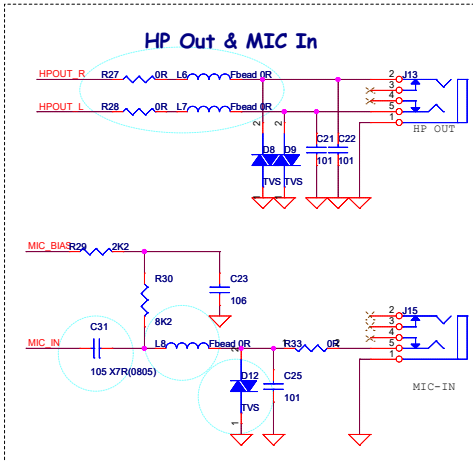 HP Out & MIC In
HPOUT_R R27 0R L6 Fbead 0R 2 J13
3
4
HPOUT_L R28 0R L7 Fbead 0R 5
1
HP OUT
2 2
D8 D9 C21 C22
TVS TVS 101 101
1 1
MIC_BIAS R29 2K2
R30 C23
106
8K2
C31 2 J15
3
4
MIC_IN L8 Fbead 0R R33 0R 5
1
105 X7R(0805)
2
D12 C25
TVS 101
1
MIC-IN